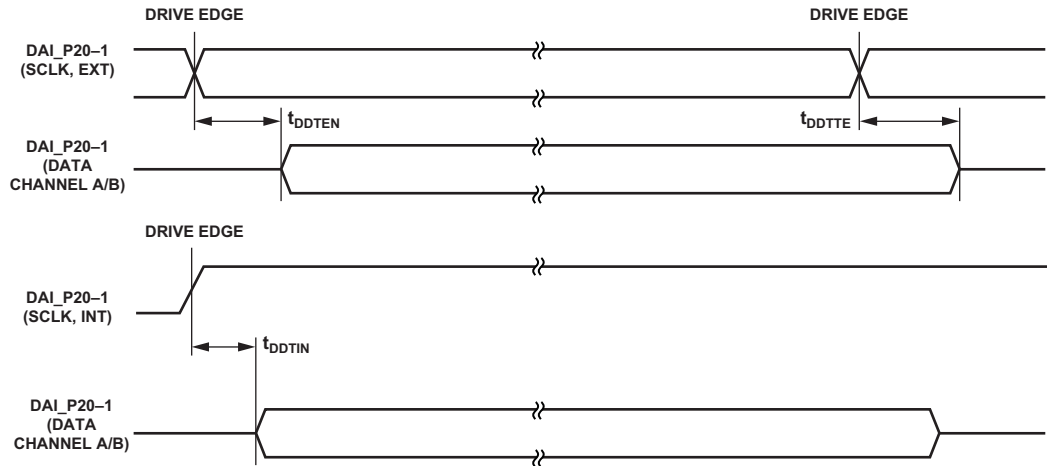 DRIVE EDGE
DRIVE EDGE
DAI_P20–1
(SCLK, EXT)
tDDTEN
tDDTTE
DAI_P20–1
(DATA
CHANNEL A/B)
DRIVE EDGE
DAI_P20–1
(SCLK, INT)
tDDTIN
DAI_P20–1
(DATA
CHANNEL A/B)